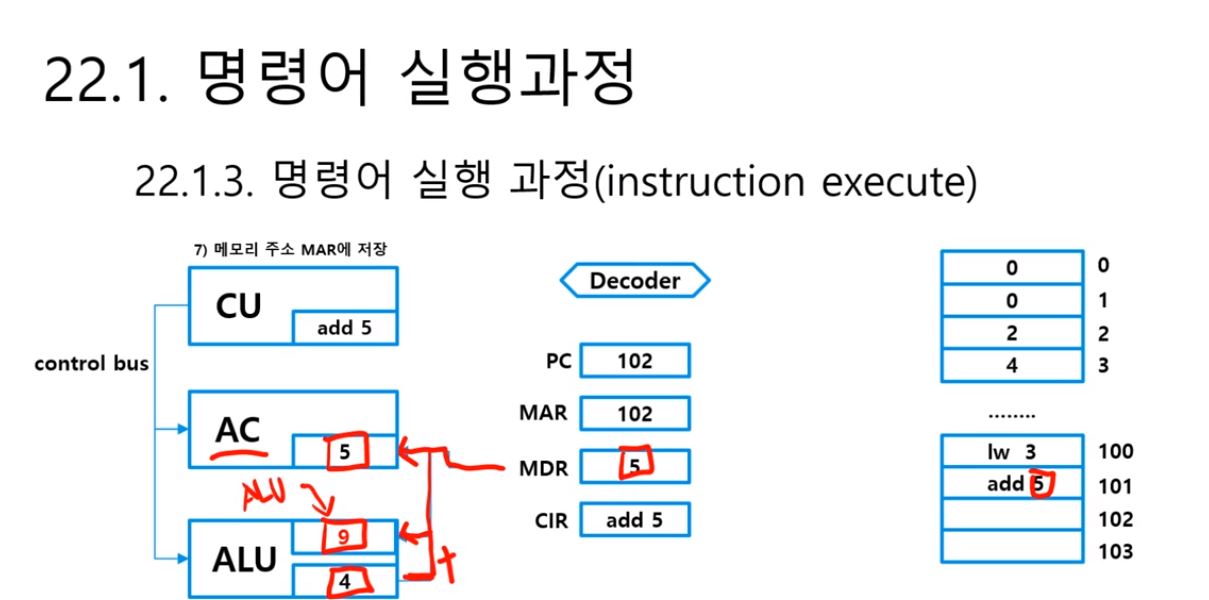 22.1. 명령어 실행과정
22.1.3. 명령어 실행 과정(instruction execute)
7) 메모리 주소 MAR에 저장
CU
add 5
control bus
AC
5
ALU
9
ALU
4
+
Decoder
PC 102
MAR 102
MDR 5
CIR add 5
0 0
0 1
2 2
4 3
........
lw 3 100
add 5 101
102
103